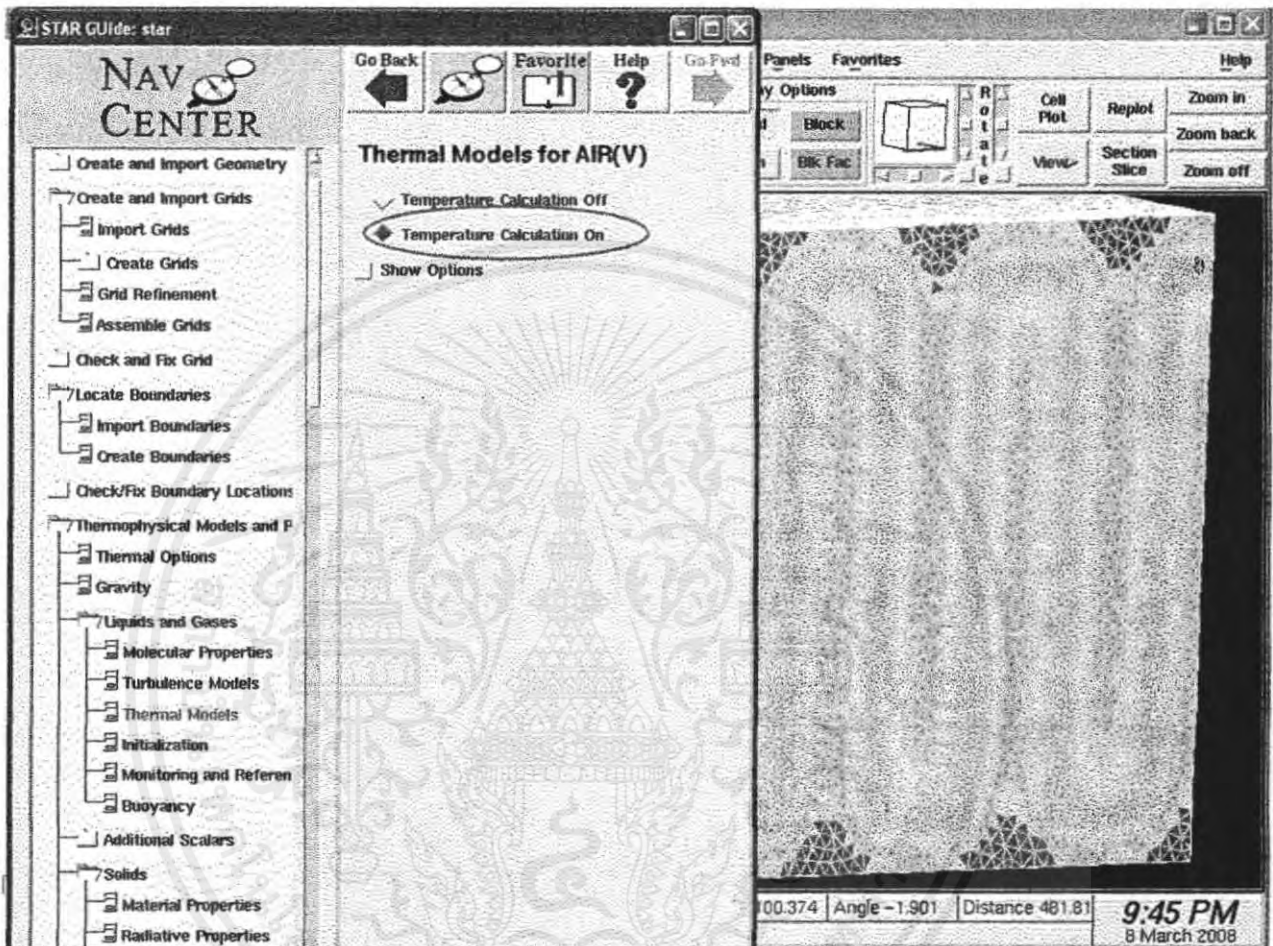 STAR GUIde: star
NAV
CENTER
Go Back
Favorite
Help
Go Fwd
Create and Import Geometry
Create and Import Grids
Import Grids
Create Grids
Grid Refinement
Assemble Grids
Check and Fix Grid
Locate Boundaries
Import Boundaries
Create Boundaries
Check/Fix Boundary Locations
Thermophysical Models and P
Thermal Options
Gravity
Liquids and Gases
Molecular Properties
Turbulence Models
Thermal Models
Initialization
Monitoring and Referen
Buoyancy
Additional Scalars
Solids
Material Properties
Radiative Properties
Thermal Models for AIR(V)
Temperature Calculation Off
Temperature Calculation On
Show Options
Panels Favorites Help
Options
Block
Blk Fac
Rotate
Cell Plot
Replot
Zoom in
Zoom back
View
Section Slice
Zoom off
100.374 Angle -1.901 Distance 481.81
9:45 PM
8 March 2008